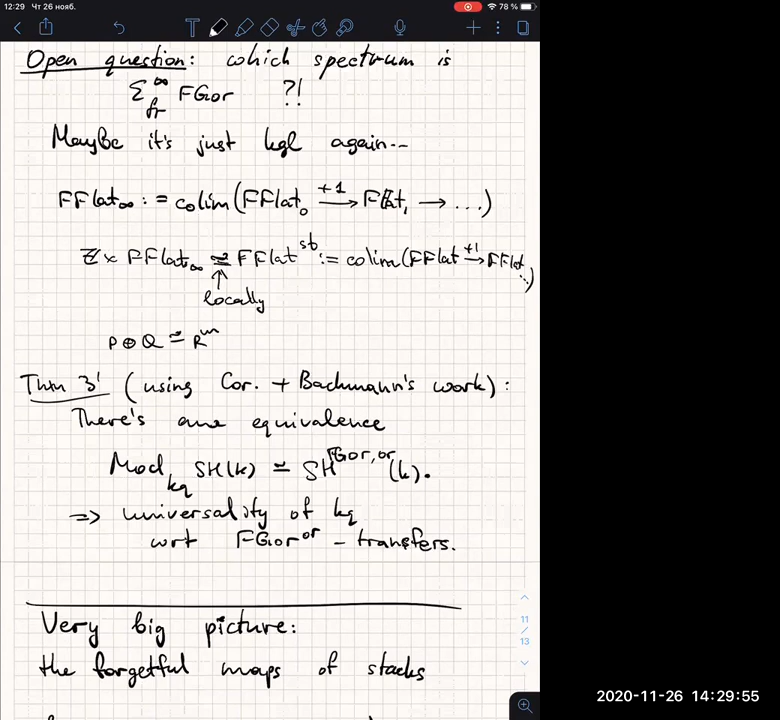 12:29 Чт 26 нояб.
78 %
Open question: which spectrum is
Σ^∞_fr FGor ?!
Maybe it's just kgl again...
FFlat_∞ := colim(FFlat_0 →^{+1} FFlat_1 → ...)
Z × FFlat_∞ ≃ FFlat^st := colim(FFlat →^{+1} FFlat ...)
↑
locally
P ⊕ Q ≃ R^n
Thm 3' (using Cor. + Bachmann's work):
There's an equivalence
Mod_kq SH(k) ≃ SH^{FGor,or}(k).
⇒ universality of kq
wrt FGor^or - transfers.
Very big picture:
the forgetful maps of stacks
11
/
13
2020-11-26 14:29:55